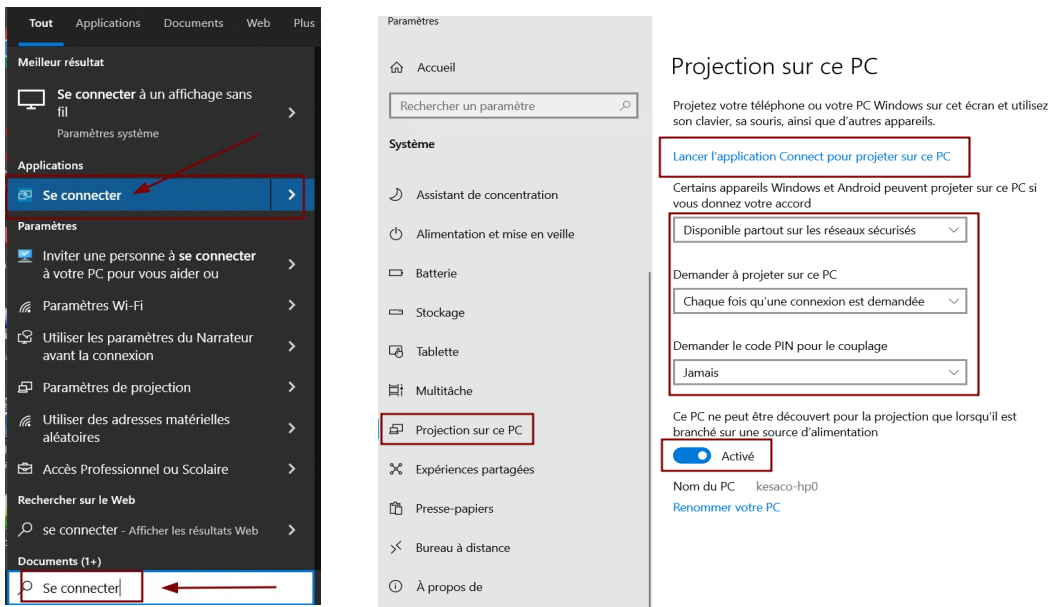 Tout Applications Documents Web Plus
Meilleur résultat
Se connecter à un affichage sans
fil
Paramètres système
Applications
Se connecter
Paramètres
Inviter une personne à se connecter
à votre PC pour vous aider ou
Paramètres Wi-Fi
Utiliser les paramètres du Narrateur
avant la connexion
Paramètres de projection
Utiliser des adresses matérielles
aléatoires
Accès Professionnel ou Scolaire
Rechercher sur le Web
se connecter - Afficher les résultats Web
Documents (1+)
Se connecter
Paramètres
Accueil
Rechercher un paramètre
Système
Assistant de concentration
Alimentation et mise en veille
Batterie
Stockage
Tablette
Multitâche
Projection sur ce PC
Expériences partagées
Presse-papiers
Bureau à distance
À propos de
Projection sur ce PC
Projetez votre téléphone ou votre PC Windows sur cet écran et utilisez
son clavier, sa souris, ainsi que d'autres appareils.
Lancer l'application Connect pour projeter sur ce PC
Certains appareils Windows et Android peuvent projeter sur ce PC si
vous donnez votre accord
Disponible partout sur les réseaux sécurisés
Demander à projeter sur ce PC
Chaque fois qu'une connexion est demandée
Demander le code PIN pour le couplage
Jamais
Ce PC ne peut être découvert pour la projection que lorsqu'il est
branché sur une source d'alimentation
Activé
Nom du PC kesaco-hp0
Renommer votre PC